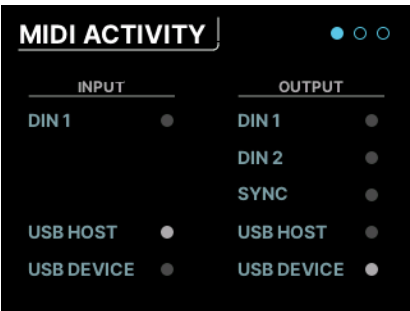 MIDI ACTIVITY
INPUT OUTPUT
DIN 1 DIN 1
DIN 2
SYNC
USB HOST USB HOST
USB DEVICE USB DEVICE